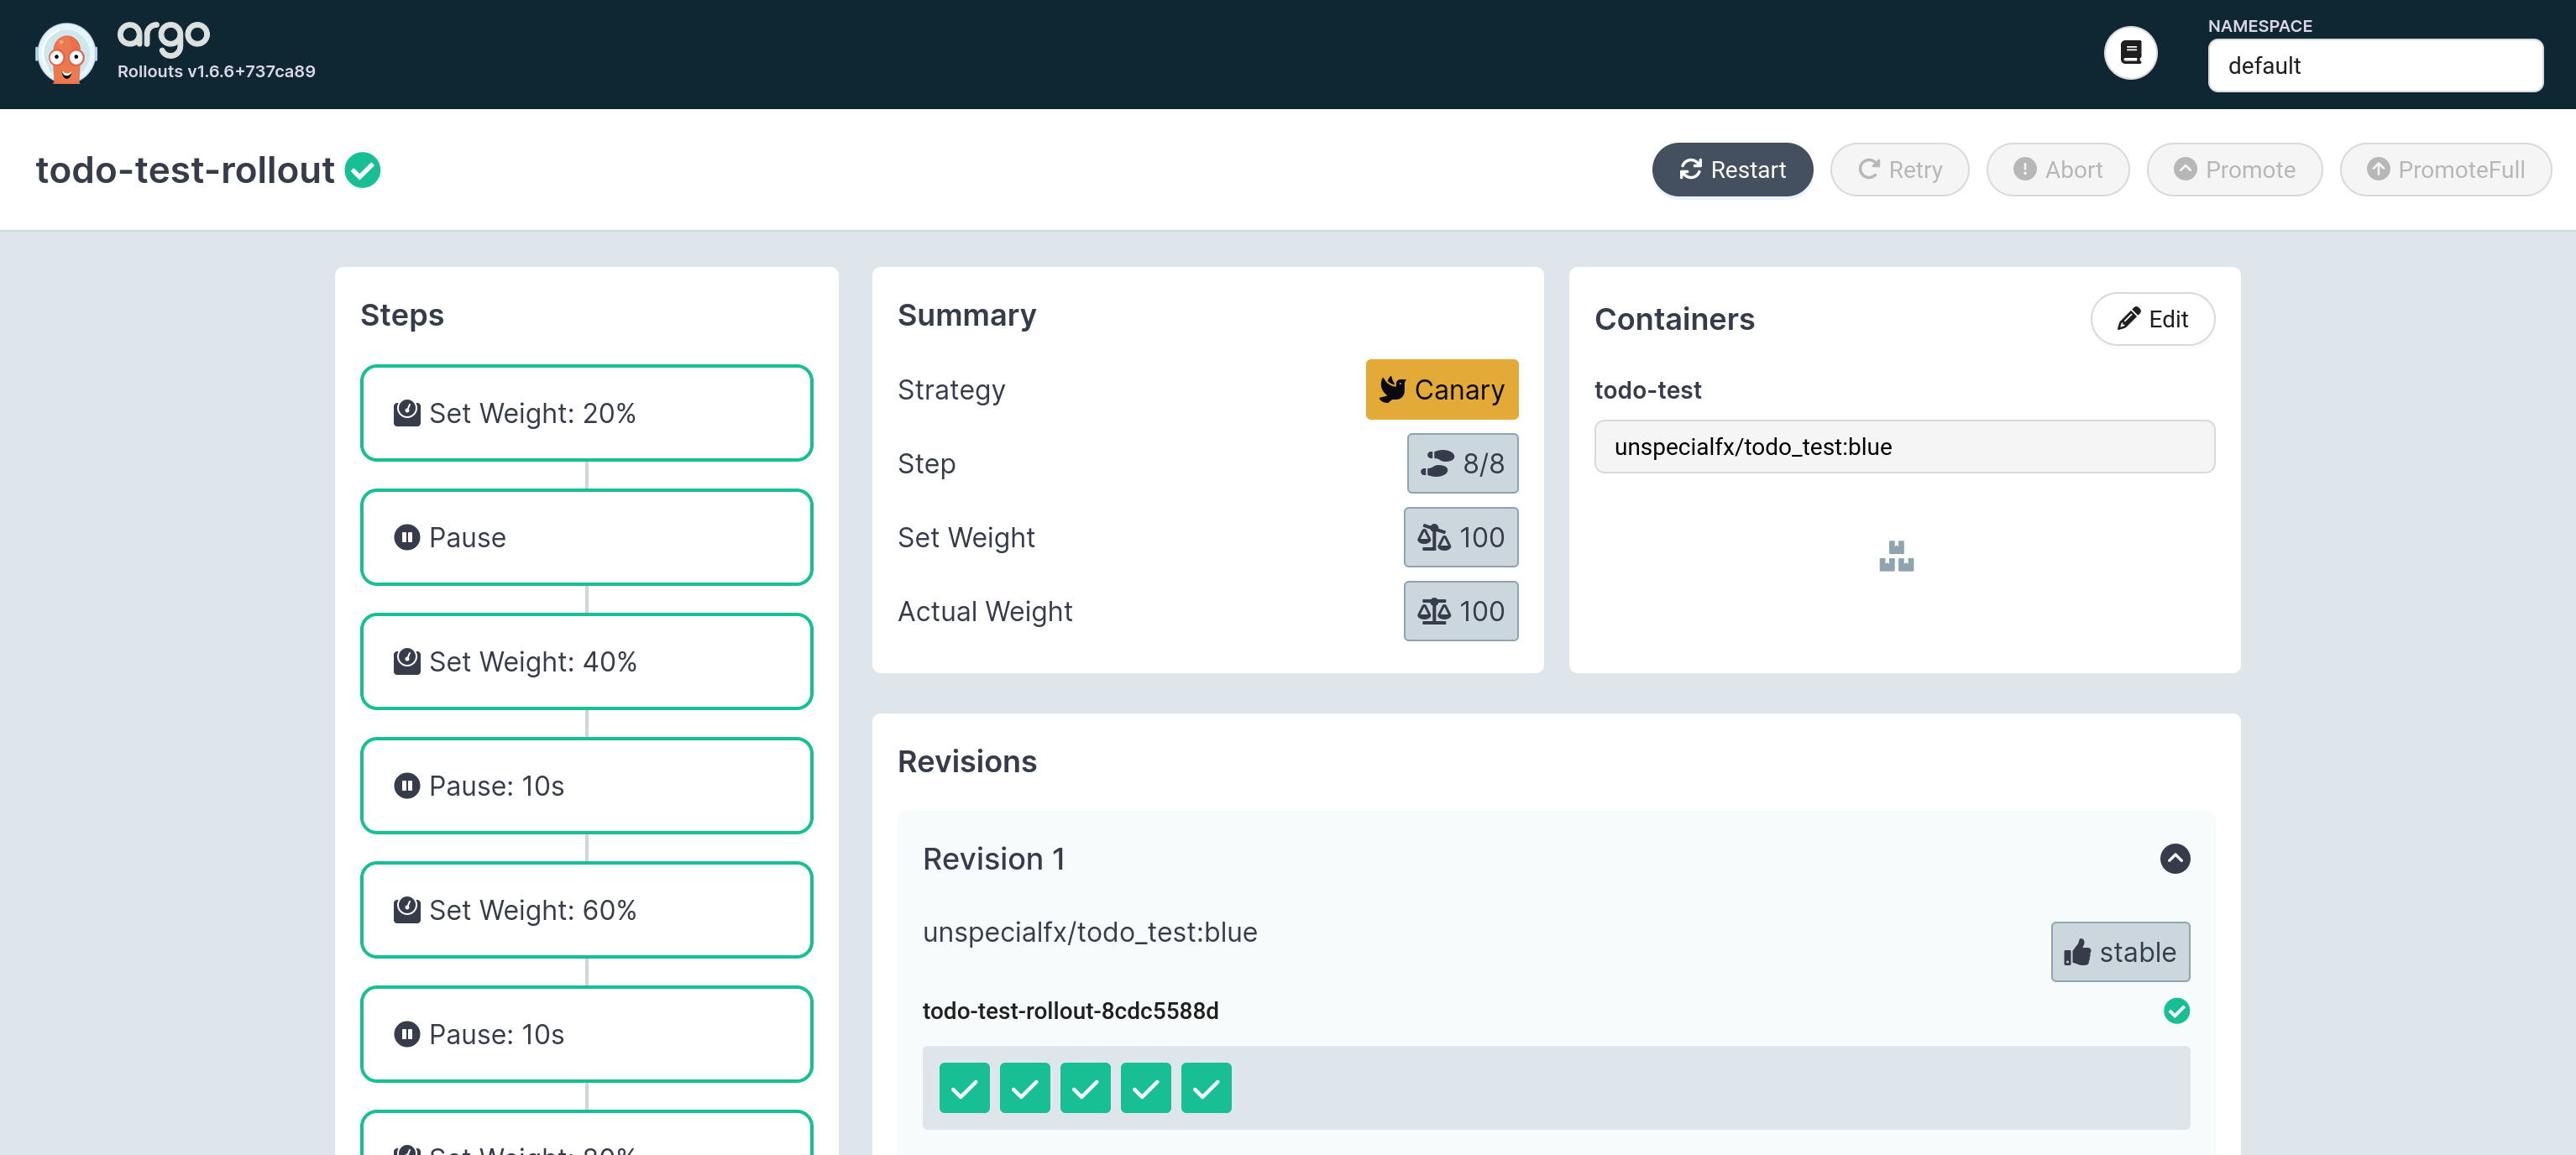 argo
Rollouts v1.6.6+737ca89
NAMESPACE
default
todo-test-rollout
Restart
Retry
Abort
Promote
PromoteFull
Steps
Set Weight: 20%
Pause
Set Weight: 40%
Pause: 10s
Set Weight: 60%
Pause: 10s
Set Weight: 80%
Summary
Strategy
Canary
Step
8/8
Set Weight
100
Actual Weight
100
Containers
Edit
todo-test
unspecialfx/todo_test:blue
Revisions
Revision 1
unspecialfx/todo_test:blue
stable
todo-test-rollout-8cdc5588d